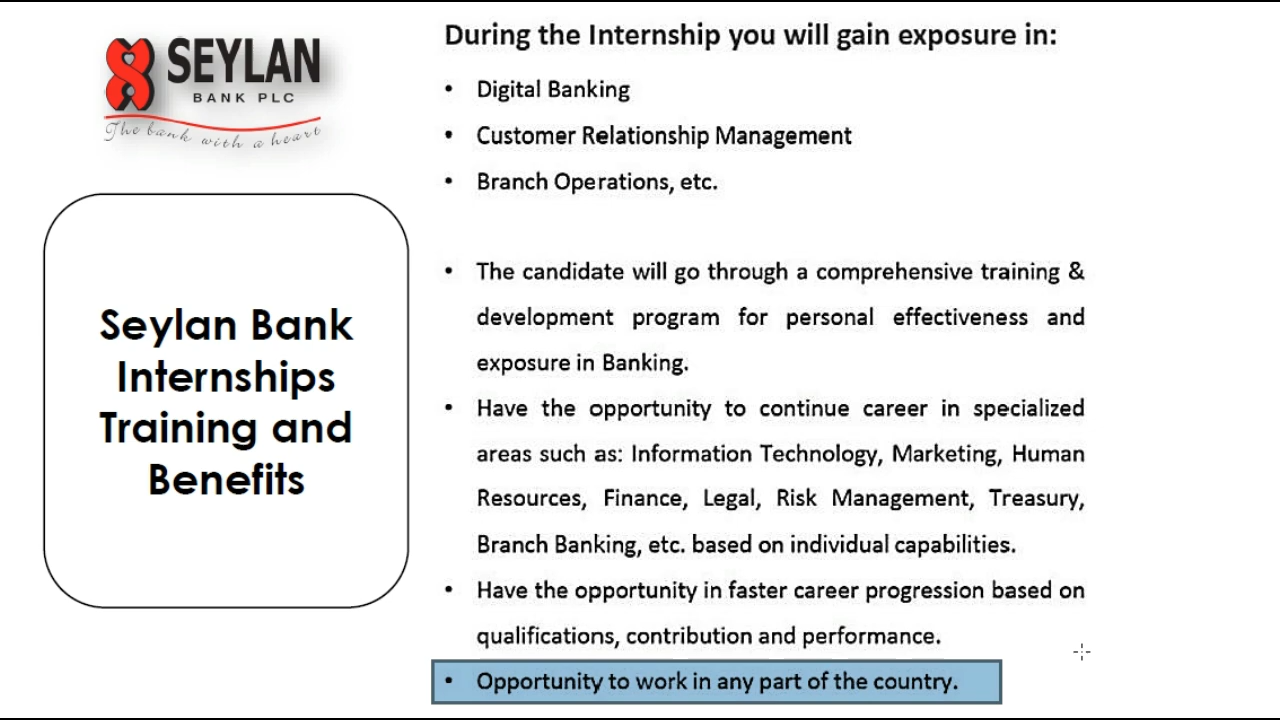 SEYLAN
BANK PLC
The bank with a heart
Seylan Bank
Internships
Training and
Benefits
During the Internship you will gain exposure in:
• Digital Banking
• Customer Relationship Management
• Branch Operations, etc.
• The candidate will go through a comprehensive training &
development program for personal effectiveness and
exposure in Banking.
• Have the opportunity to continue career in specialized
areas such as: Information Technology, Marketing, Human
Resources, Finance, Legal, Risk Management, Treasury,
Branch Banking, etc. based on individual capabilities.
• Have the opportunity in faster career progression based on
qualifications, contribution and performance.
• Opportunity to work in any part of the country.